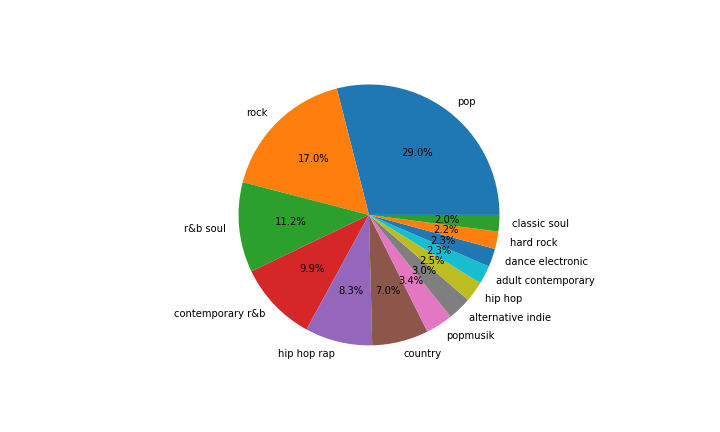 pop
29.0%
rock
17.0%
r&b soul
11.2%
contemporary r&b
9.9%
hip hop rap
8.3%
country
7.0%
popmusik
3.4%
alternative indie
3.0%
hip hop
2.5%
adult contemporary
2.3%
dance electronic
2.3%
hard rock
2.2%
classic soul
2.0%